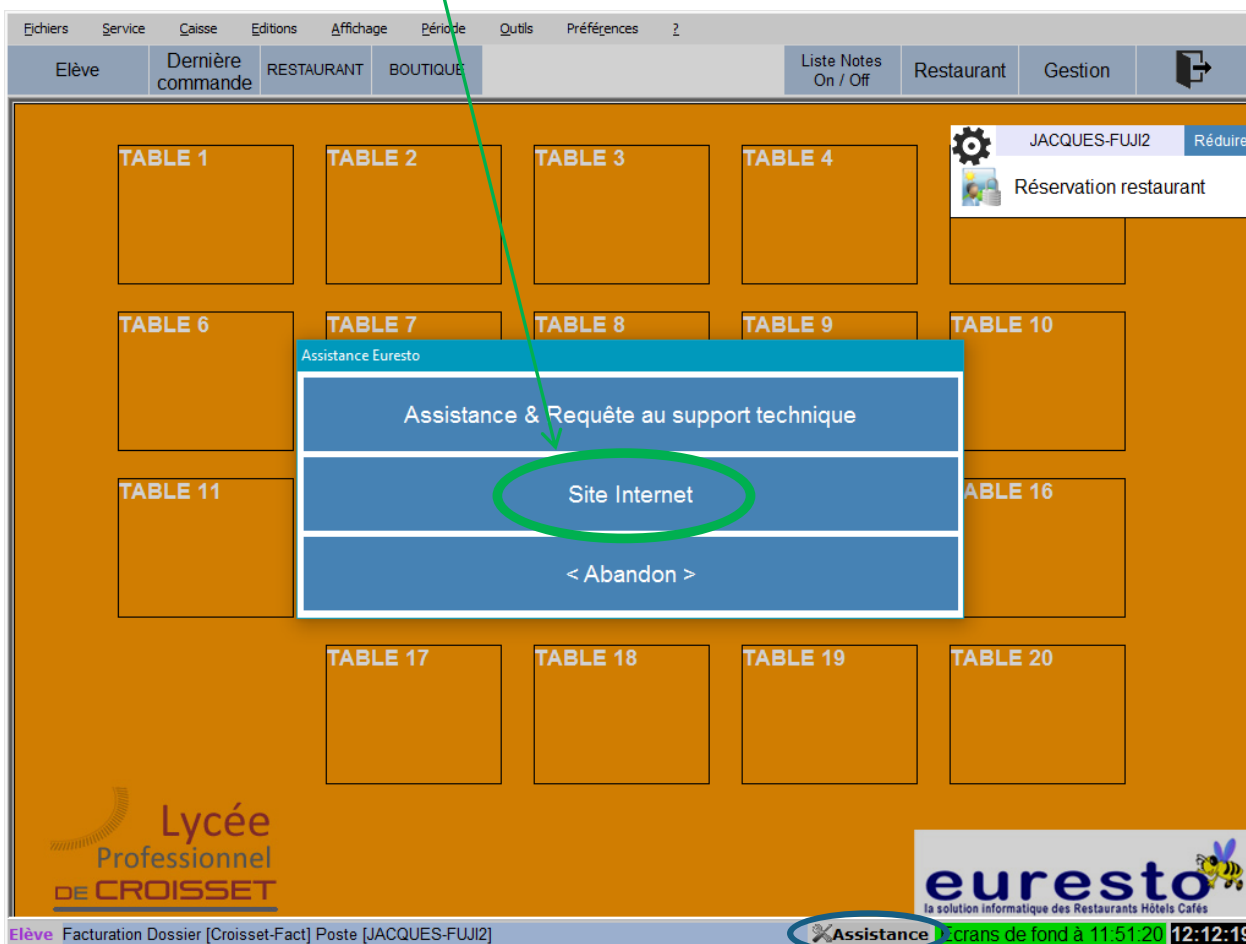 Fichiers Service Caisse Editions Affichage Période Outils Préférences ?
Elève
Dernière
commande
RESTAURANT
BOUTIQUE
Liste Notes
On / Off
Restaurant
Gestion
JACQUES-FUJI2
Réduire
Réservation restaurant
TABLE 1
TABLE 2
TABLE 3
TABLE 4
TABLE 6
TABLE 7
TABLE 8
TABLE 9
TABLE 10
Assistance Euresto
Assistance & Requête au support technique
Site Internet
< Abandon >
TABLE 11
ABLE 16
TABLE 17
TABLE 18
TABLE 19
TABLE 20
Lycée
Professionnel
DE CROISSET
euresto
la solution informatique des Restaurants Hôtels Cafés
Elève Facturation Dossier [Croisset-Fact] Poste [JACQUES-FUJI2]
Assistance
Ecrans de fond à 11:51:20
12:12:19